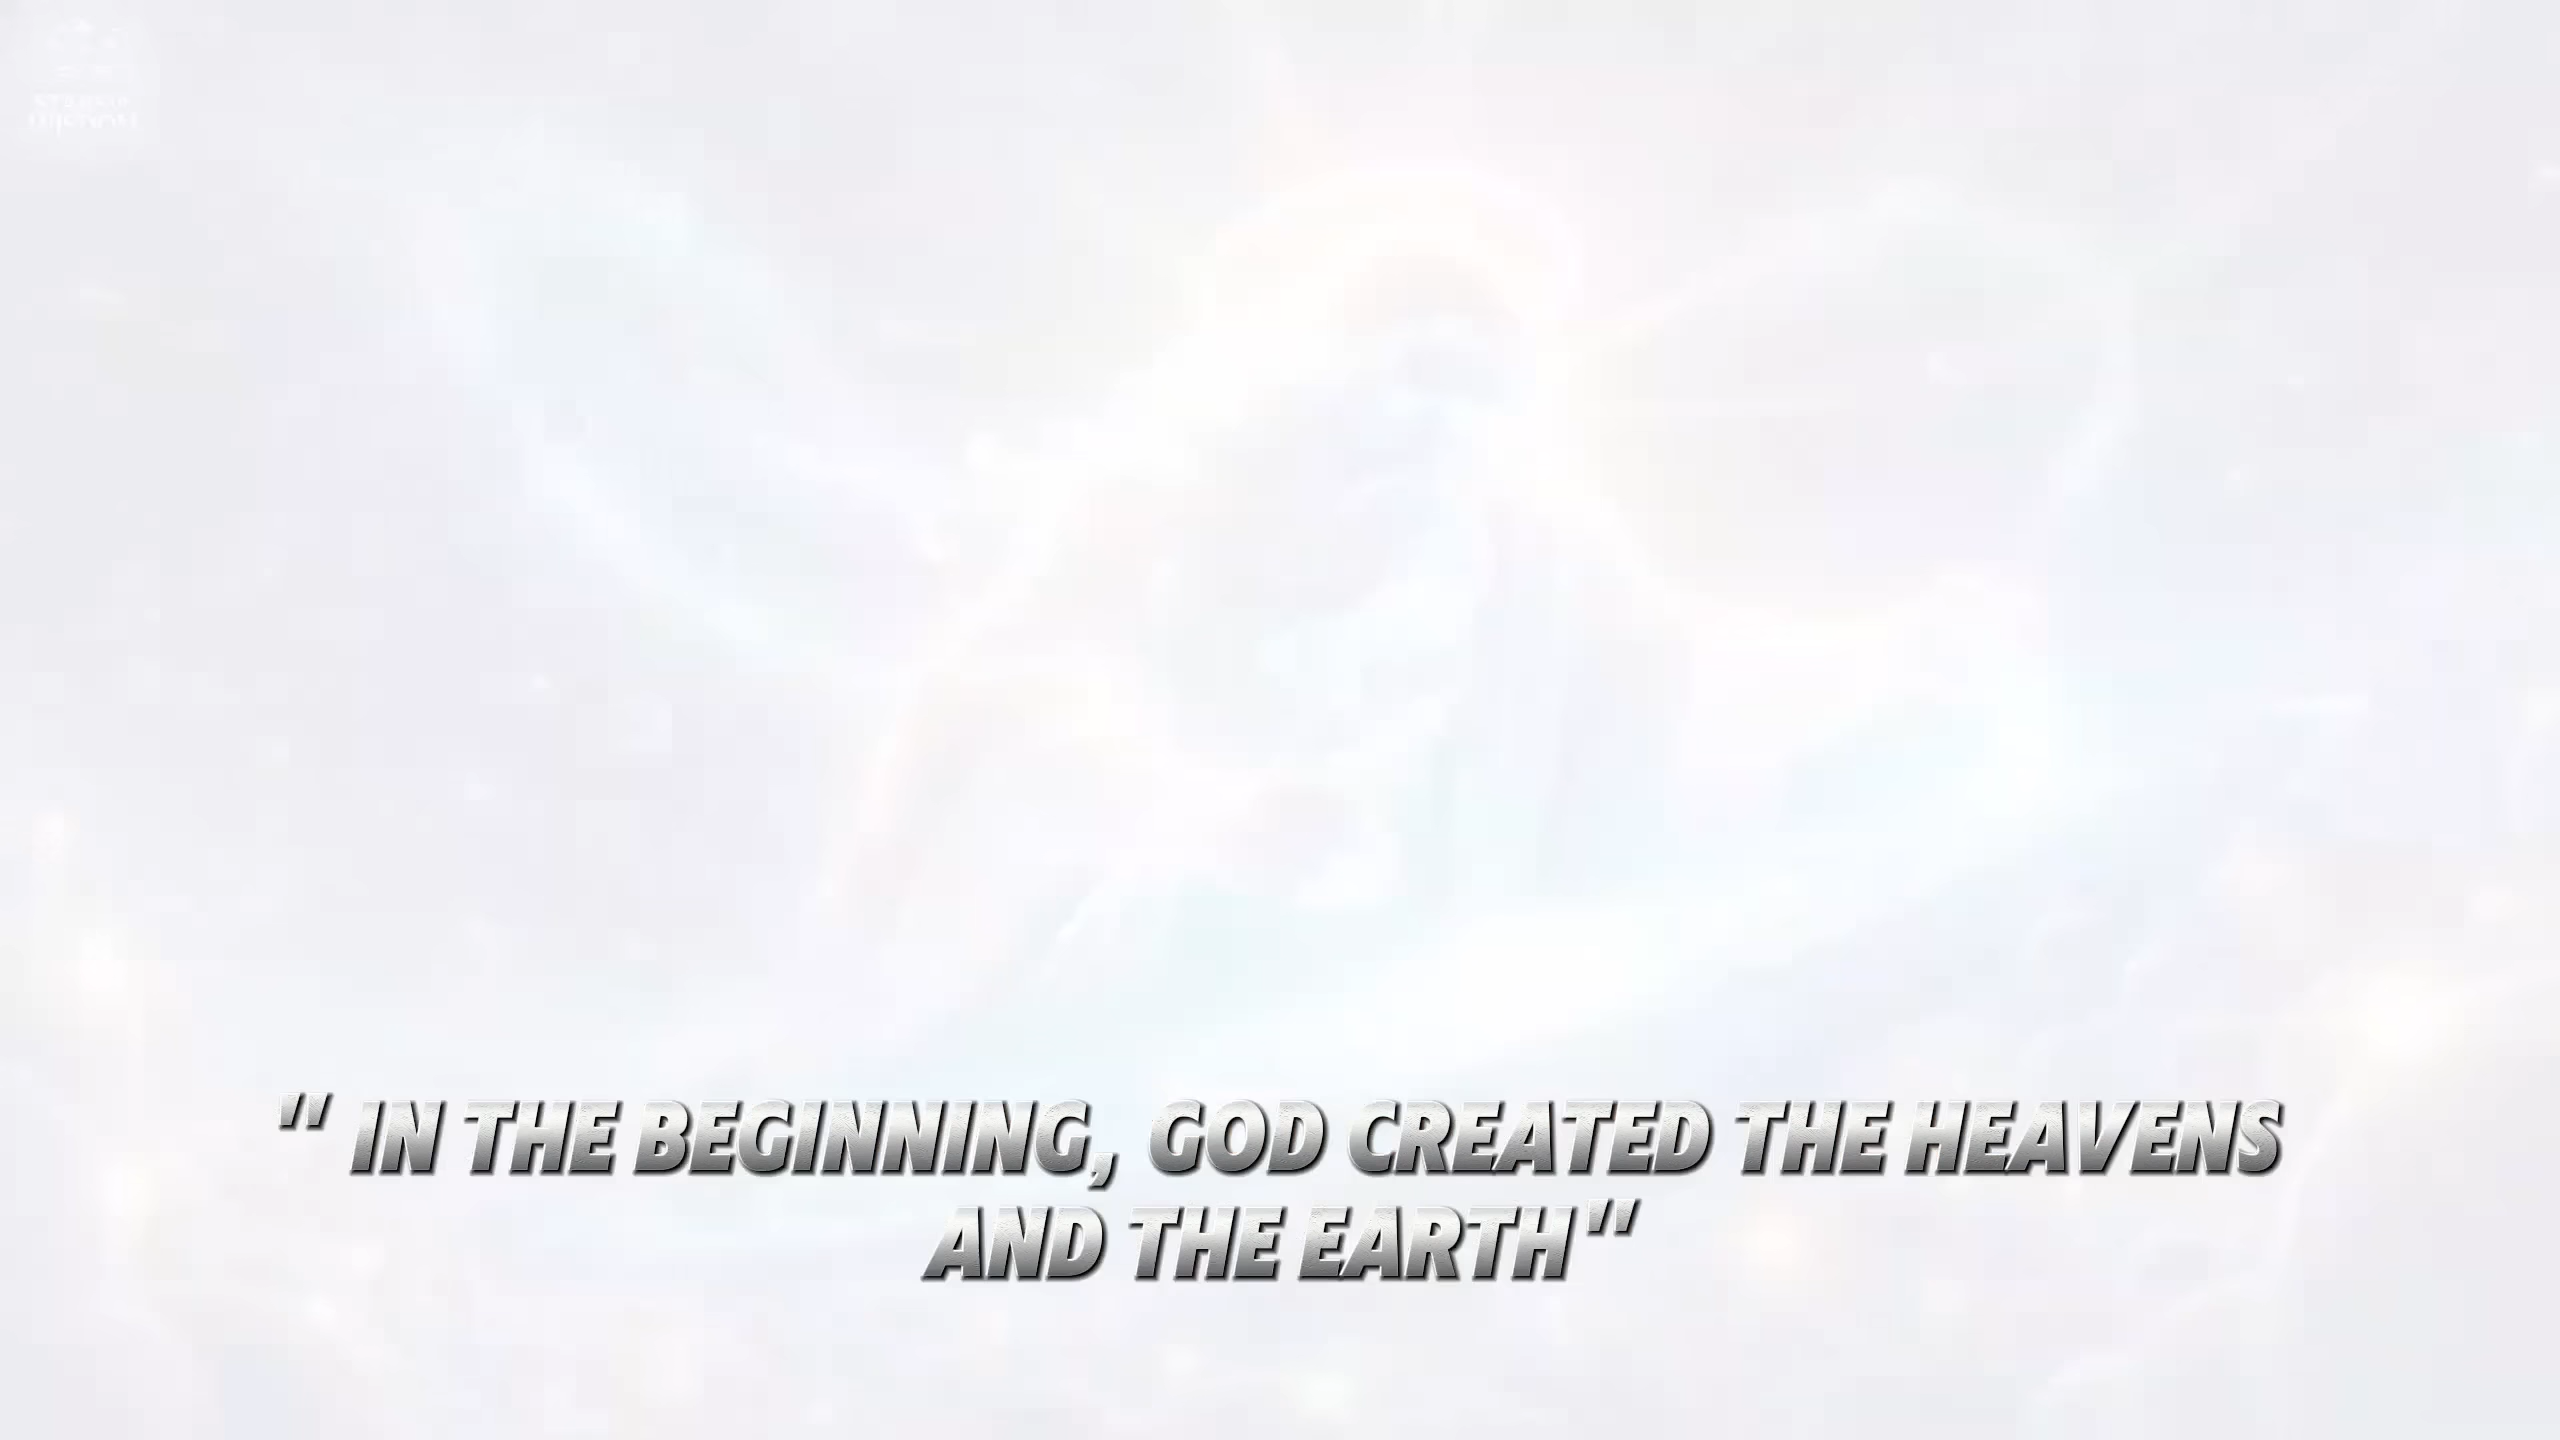 " IN THE BEGINNING, GOD CREATED THE HEAVENS
AND THE EARTH"